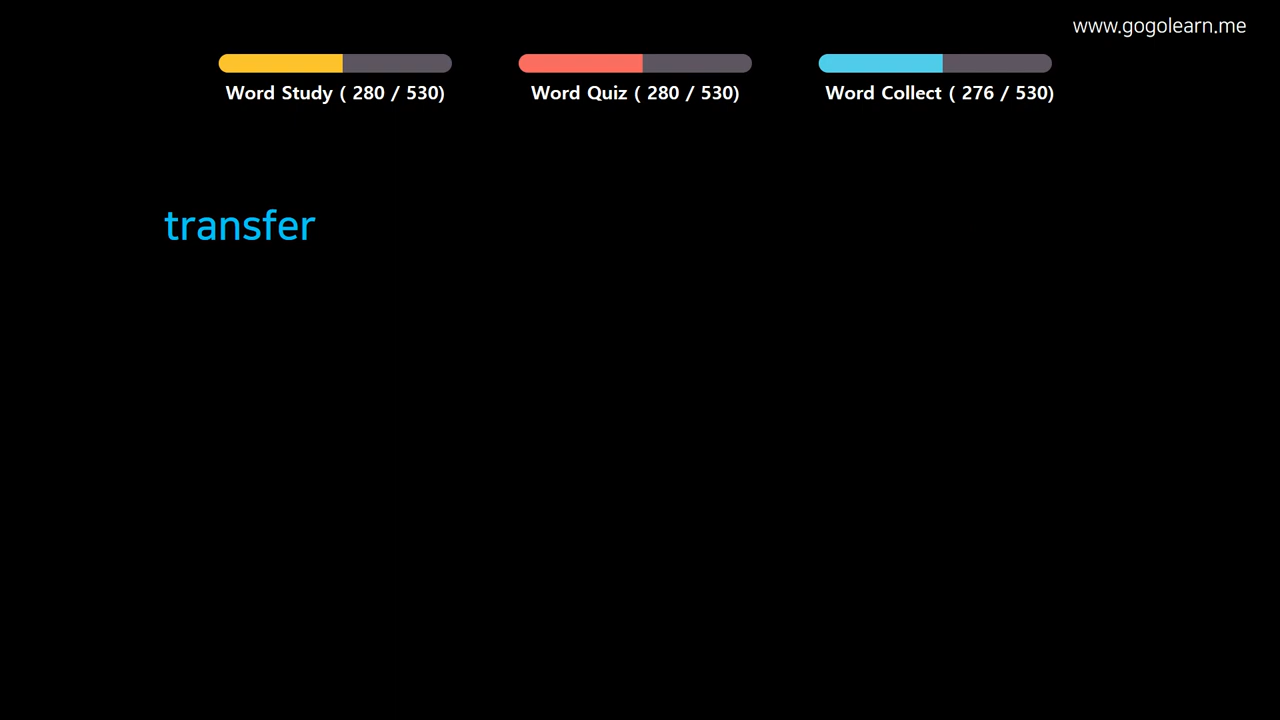 www.gogolearn.me
Word Study ( 280 / 530)
Word Quiz ( 280 / 530)
Word Collect ( 276 / 530)
transfer